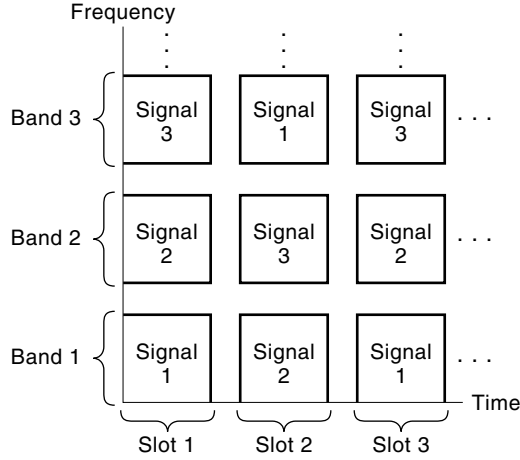 Frequency
Band 3
Signal
3
Signal
1
Signal
3
. . .
Band 2
Signal
2
Signal
3
Signal
2
. . .
Band 1
Signal
1
Signal
2
Signal
1
. . .
Time
Slot 1
Slot 2
Slot 3